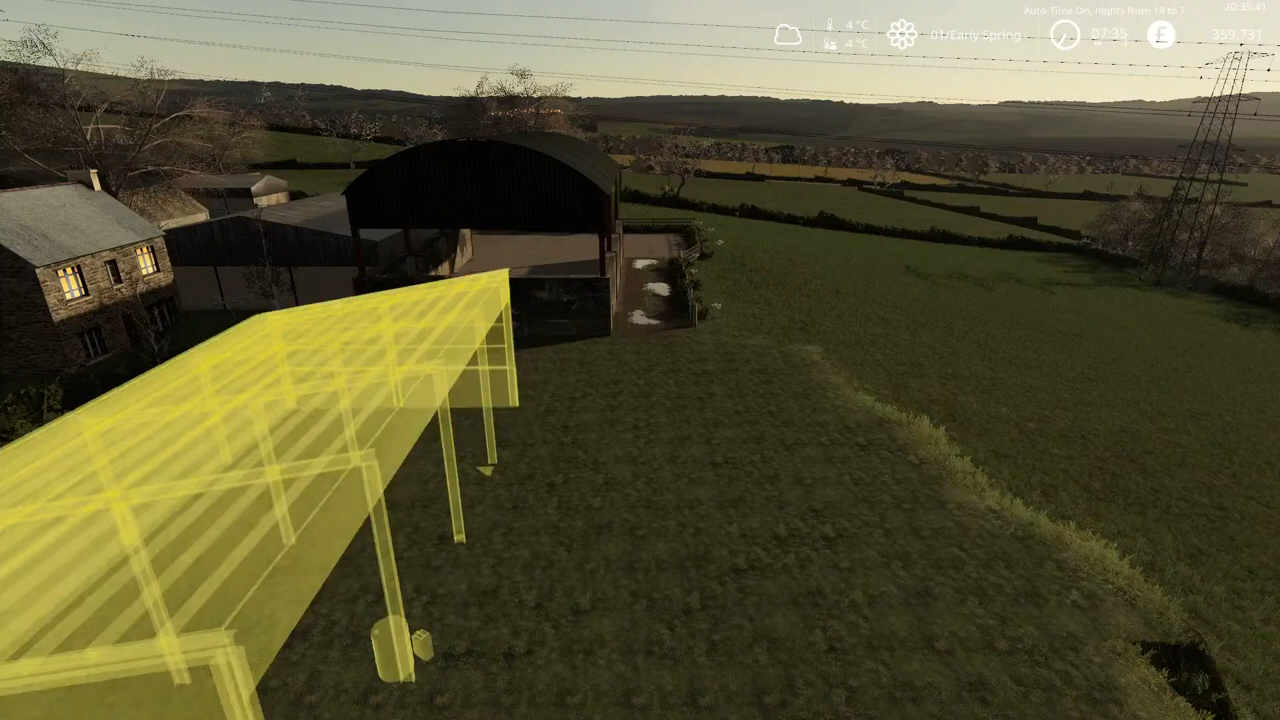 Auto-Time On, nights from 19 to 7
20:35:41
4 °C
4 °C
01/Early Spring
07:35
£
359,731